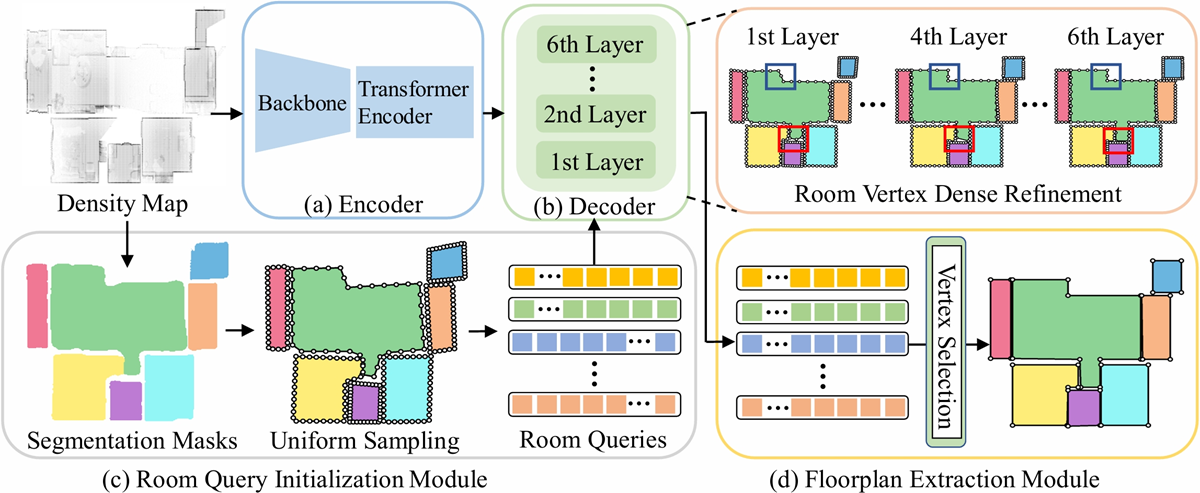 Density Map
Backbone
Transformer
Encoder
(a) Encoder
6th Layer
2nd Layer
1st Layer
(b) Decoder
1st Layer
4th Layer
6th Layer
Room Vertex Dense Refinement
Segmentation Masks
Uniform Sampling
Room Queries
(c) Room Query Initialization Module
Vertex Selection
(d) Floorplan Extraction Module